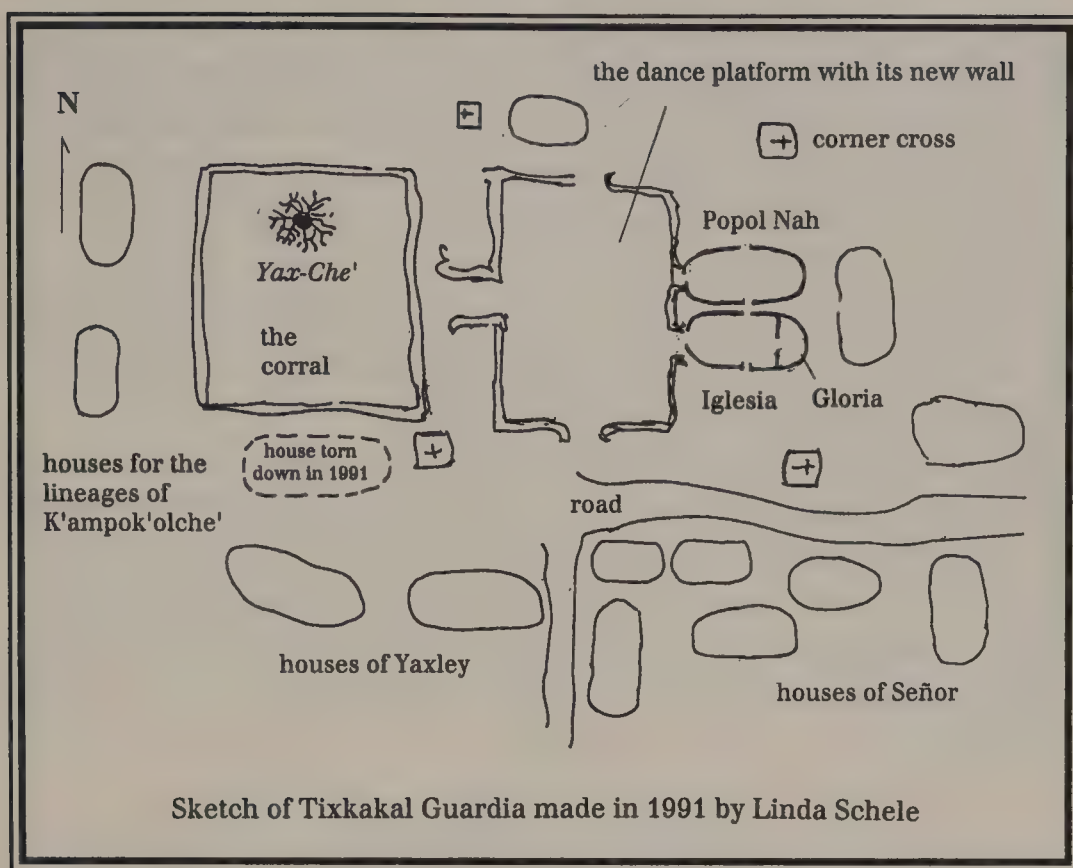 the dance platform with its new wall
N
corner cross
Popol Nah
Yax-Che'
the
corral
Iglesia
Gloria
house torn
down in 1991
houses for the
lineages of
K'ampok'olche'
road
houses of Yaxley
houses of Señor
Sketch of Tixkakal Guardia made in 1991 by Linda Schele